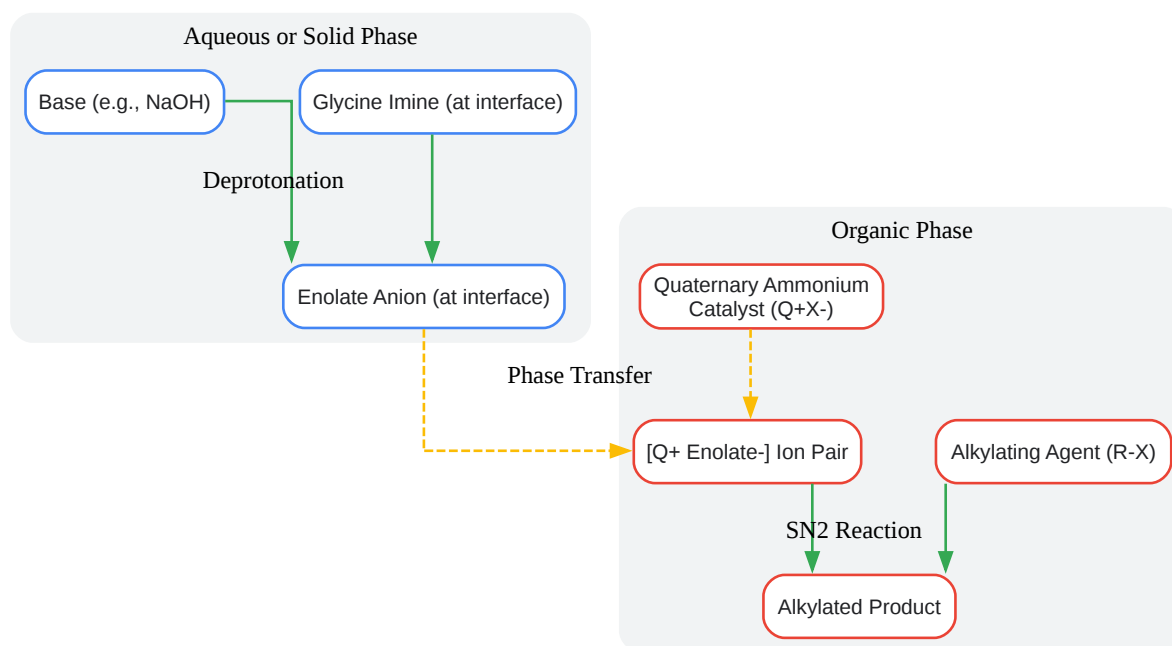 Aqueous or Solid Phase
Base (e.g., NaOH)
Glycine Imine (at interface)
Deprotonation
Enolate Anion (at interface)
Organic Phase
Quaternary Ammonium
Catalyst (Q+X-)
Phase Transfer
[Q+ Enolate-] Ion Pair
Alkylating Agent (R-X)
SN2 Reaction
Alkylated Product